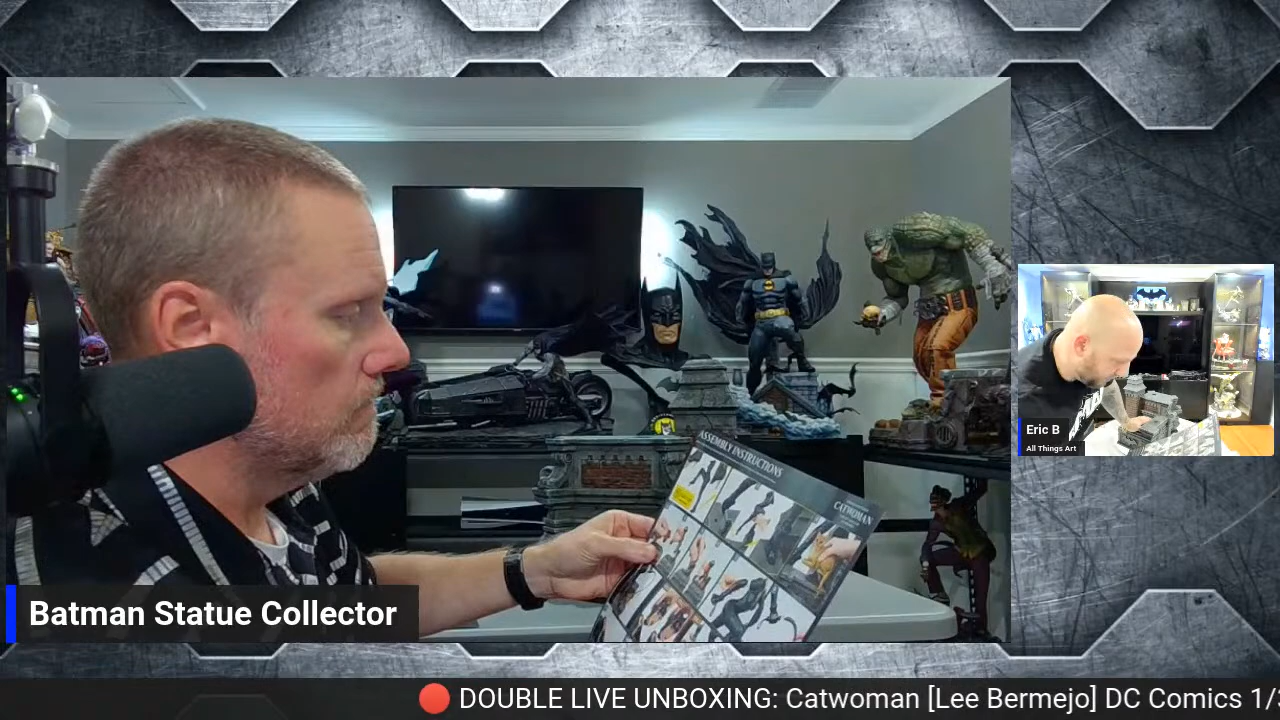 ASSEMBLY INSTRUCTIONS
CATWOMAN
Eric B
All Things Art
Batman Statue Collector
DOUBLE LIVE UNBOXING: Catwoman [Lee Bermejo] DC Comics 1/3